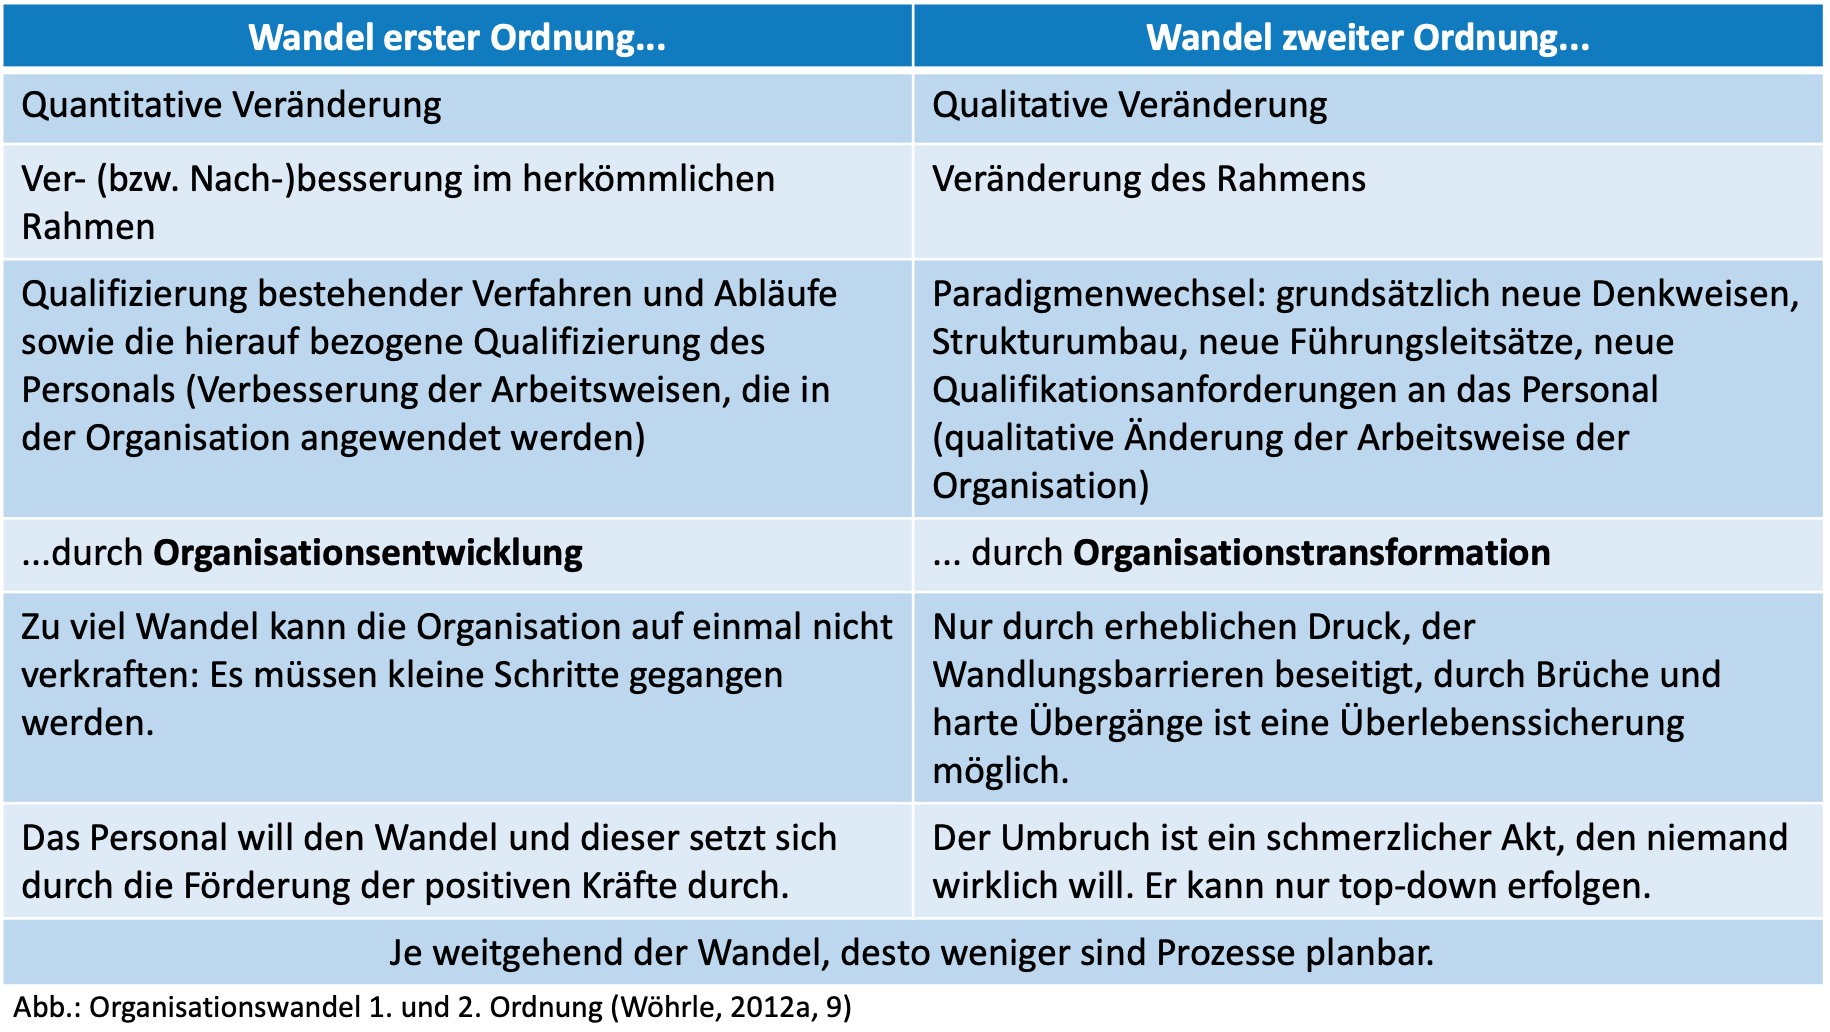 Wandel erster Ordnung...
Wandel zweiter Ordnung...
Quantitative Veränderung
Qualitative Veränderung
Ver- (bzw. Nach-)besserung im herkömmlichen
Rahmen
Veränderung des Rahmens
Qualifizierung bestehender Verfahren und Abläufe
sowie die hierauf bezogene Qualifizierung des
Personals (Verbesserung der Arbeitsweisen, die in
der Organisation angewendet werden)
Paradigmenwechsel: grundsätzlich neue Denkweisen,
Strukturumbau, neue Führungsleitsätze, neue
Qualifikationsanforderungen an das Personal
(qualitative Änderung der Arbeitsweise der
Organisation)
...durch Organisationsentwicklung
... durch Organisationstransformation
Zu viel Wandel kann die Organisation auf einmal nicht
verkraften: Es müssen kleine Schritte gegangen
werden.
Nur durch erheblichen Druck, der
Wandlungsbarrieren beseitigt, durch Brüche und
harte Übergänge ist eine Überlebenssicherung
möglich.
Das Personal will den Wandel und dieser setzt sich
durch die Förderung der positiven Kräfte durch.
Der Umbruch ist ein schmerzlicher Akt, den niemand
wirklich will. Er kann nur top-down erfolgen.
Je weitgehend der Wandel, desto weniger sind Prozesse planbar.
Abb.: Organisationswandel 1. und 2. Ordnung (Wöhrle, 2012a, 9)